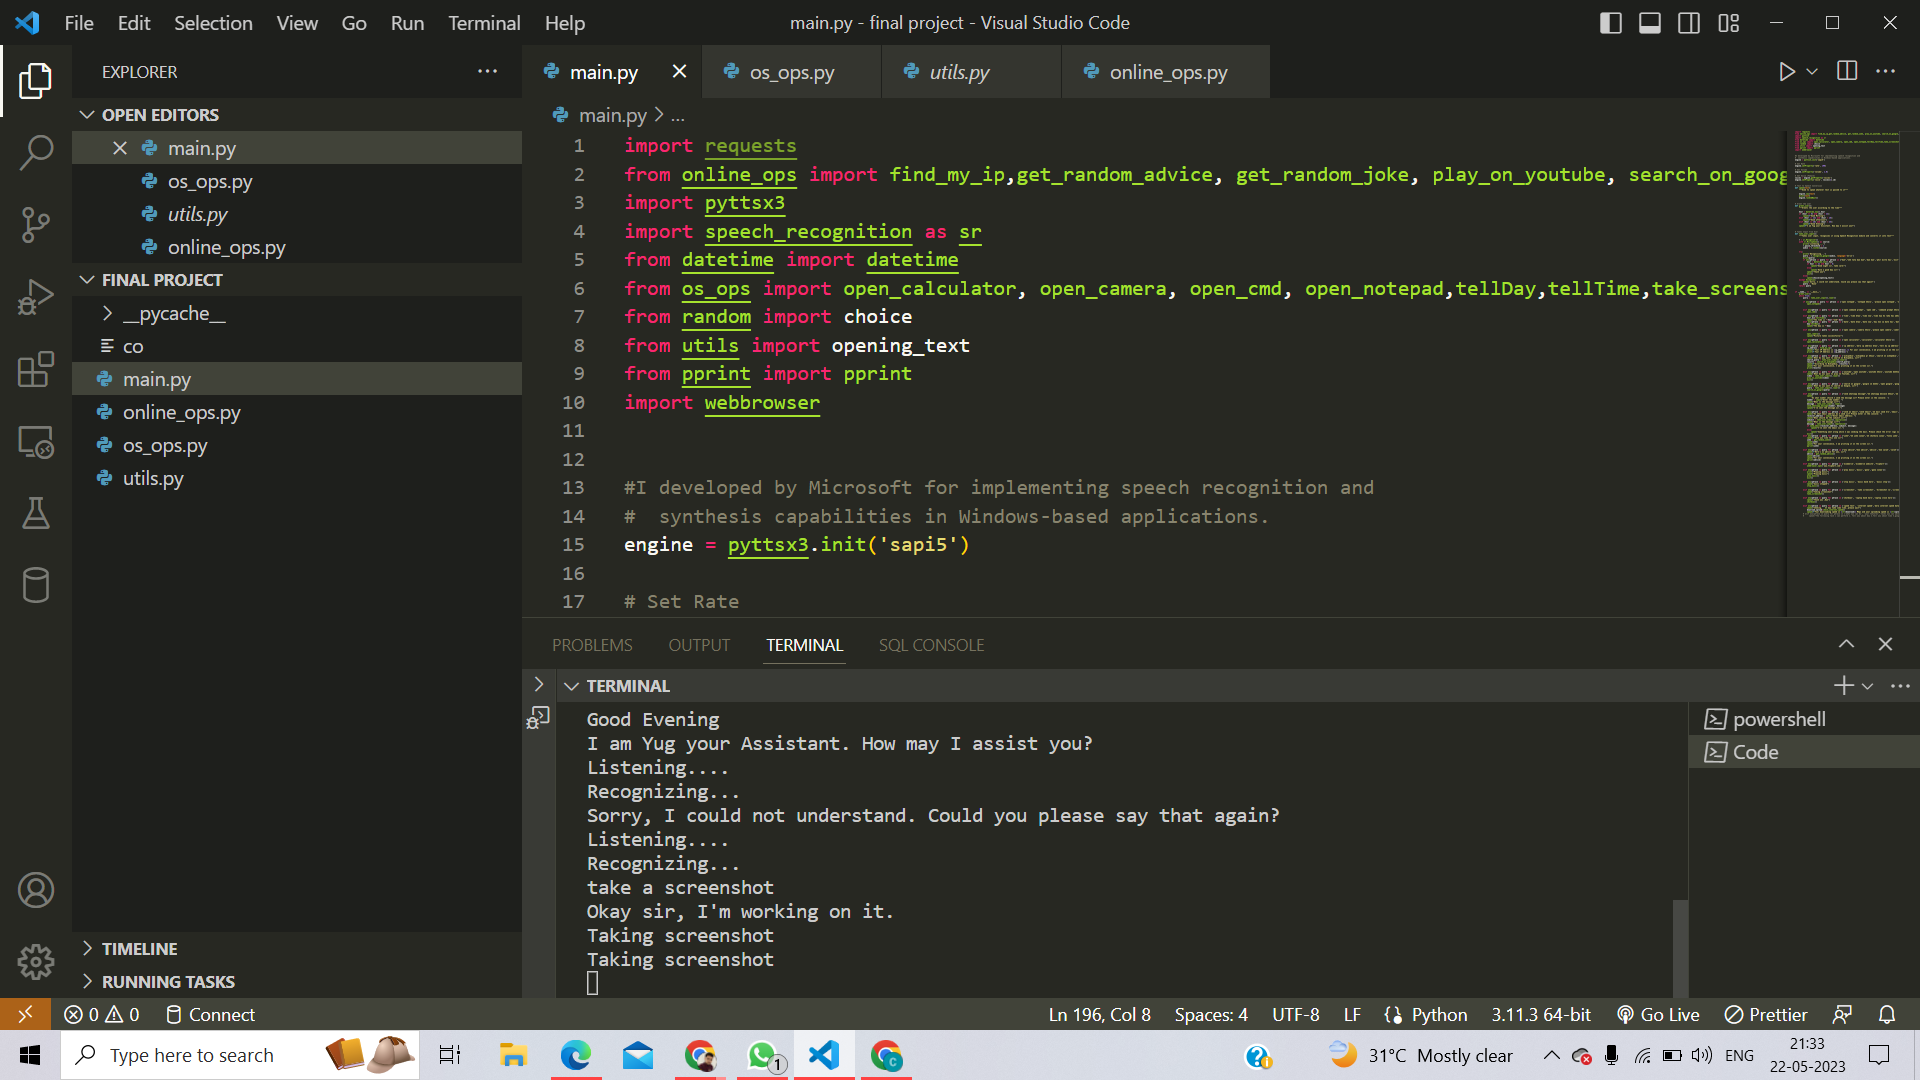 File Edit Selection View Go Run Terminal Help
main.py - final project - Visual Studio Code
EXPLORER
OPEN EDITORS
main.py
os_ops.py
utils.py
online_ops.py
FINAL PROJECT
__pycache__
co
main.py
online_ops.py
os_ops.py
utils.py
TIMELINE
RUNNING TASKS
main.py os_ops.py utils.py online_ops.py
main.py > ...
1 import requests
2 from online_ops import find_my_ip,get_random_advice, get_random_joke, play_on_youtube, search_on_goog
3 import pyttsx3
4 import speech_recognition as sr
5 from datetime import datetime
6 from os_ops import open_calculator, open_camera, open_cmd, open_notepad,tellDay,tellTime,take_screens
7 from random import choice
8 from utils import opening_text
9 from pprint import pprint
10 import webbrowser
11
12
13 #I developed by Microsoft for implementing speech recognition and
14 #  synthesis capabilities in Windows-based applications.
15 engine = pyttsx3.init('sapi5')
16
17 # Set Rate
PROBLEMS OUTPUT TERMINAL SQL CONSOLE
TERMINAL
Good Evening
I am Yug your Assistant. How may I assist you?
Listening....
Recognizing...
Sorry, I could not understand. Could you please say that again?
Listening....
Recognizing...
take a screenshot
Okay sir, I'm working on it.
Taking screenshot
Taking screenshot
powershell
Code
0 0 Connect
Ln 196, Col 8 Spaces: 4 UTF-8 LF {} Python 3.11.3 64-bit Go Live Prettier
Type here to search
1
31°C Mostly clear
ENG
21:33
22-05-2023